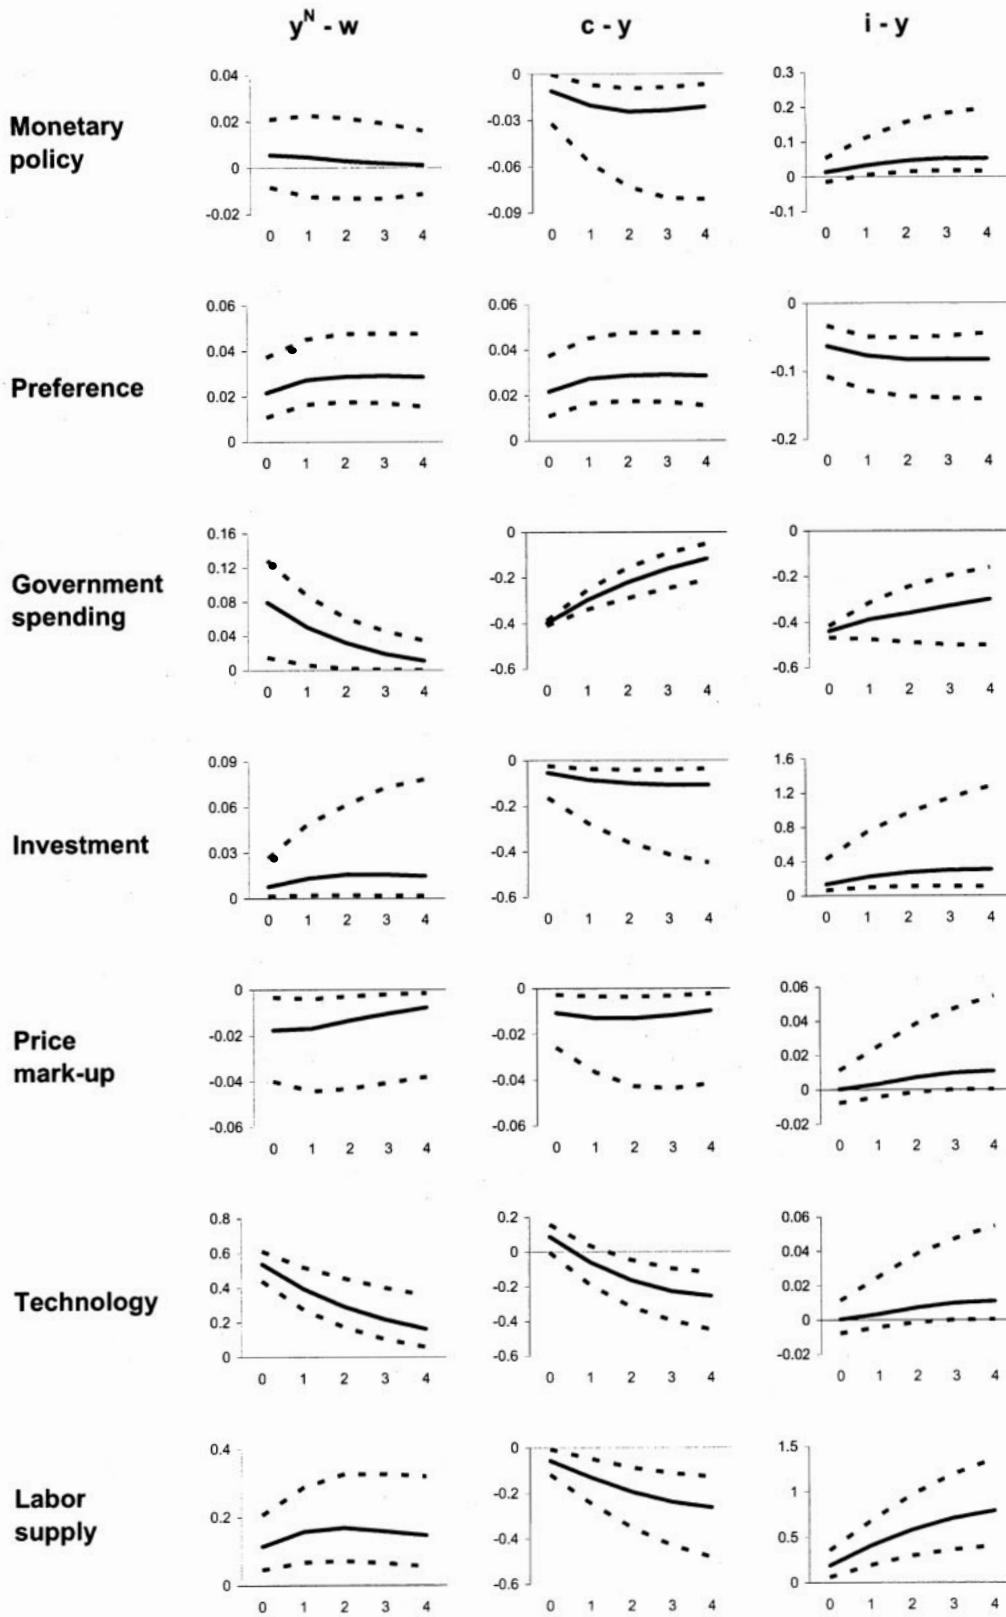 yᴺ - w c - y i - y
Monetary
policy
0.04
0.02
0
-0.02
0 1 2 3 4
0
-0.03
-0.06
-0.09
0 1 2 3 4
0.3
0.2
0.1
0
-0.1
0 1 2 3 4
Preference
0.06
0.04
0.02
0
0 1 2 3 4
0.06
0.04
0.02
0
0 1 2 3 4
0
-0.1
-0.2
0 1 2 3 4
Government
spending
0.16
0.12
0.08
0.04
0
0 1 2 3 4
0
-0.2
-0.4
-0.6
0 1 2 3 4
0
-0.2
-0.4
-0.6
0 1 2 3 4
Investment
0.09
0.06
0.03
0
0 1 2 3 4
0
-0.2
-0.4
-0.6
0 1 2 3 4
1.6
1.2
0.8
0.4
0
0 1 2 3 4
Price
mark-up
0
-0.02
-0.04
-0.06
0 1 2 3 4
0
-0.02
-0.04
-0.06
0 1 2 3 4
0.06
0.04
0.02
0
-0.02
0 1 2 3 4
Technology
0.8
0.6
0.4
0.2
0
0 1 2 3 4
0.2
0
-0.2
-0.4
-0.6
0 1 2 3 4
0.06
0.04
0.02
0
-0.02
0 1 2 3 4
Labor
supply
0.4
0.2
0
0 1 2 3 4
0
-0.2
-0.4
-0.6
0 1 2 3 4
1.5
1
0.5
0
0 1 2 3 4